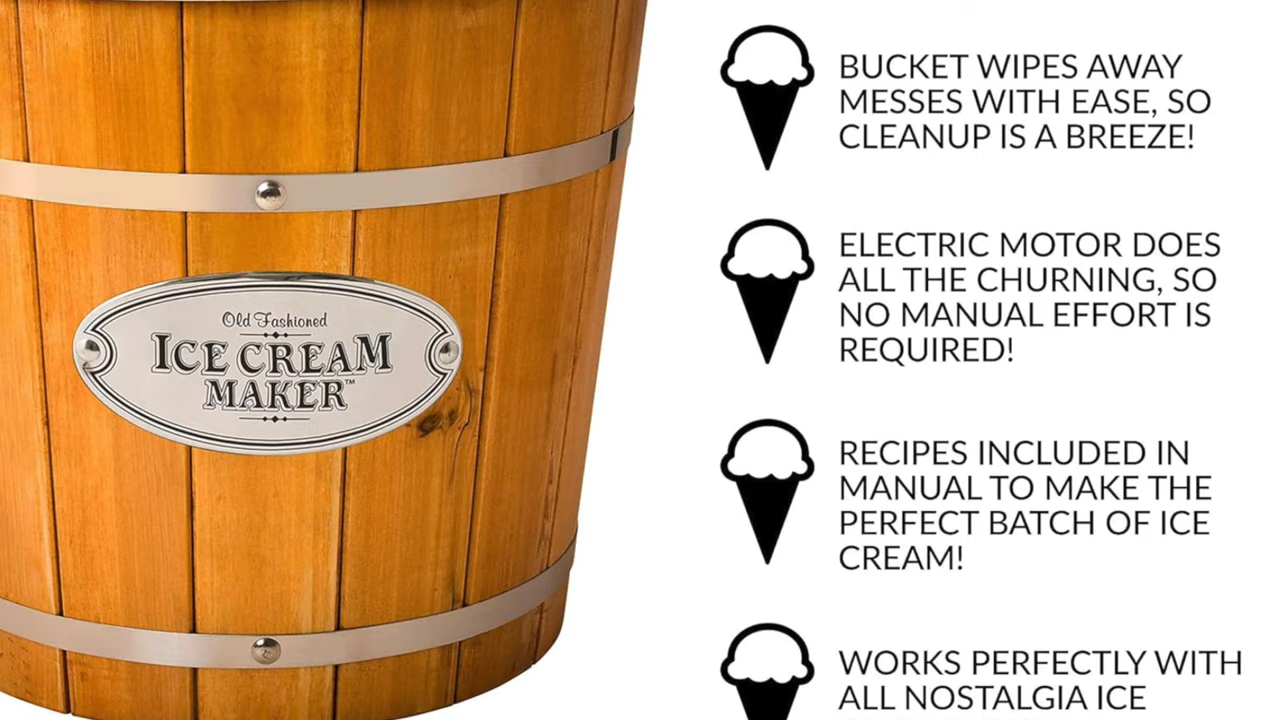 Old Fashioned
ICE CREAM
MAKER™
BUCKET WIPES AWAY
MESSES WITH EASE, SO
CLEANUP IS A BREEZE!
ELECTRIC MOTOR DOES
ALL THE CHURNING, SO
NO MANUAL EFFORT IS
REQUIRED!
RECIPES INCLUDED IN
MANUAL TO MAKE THE
PERFECT BATCH OF ICE
CREAM!
WORKS PERFECTLY WITH
ALL NOSTALGIA ICE